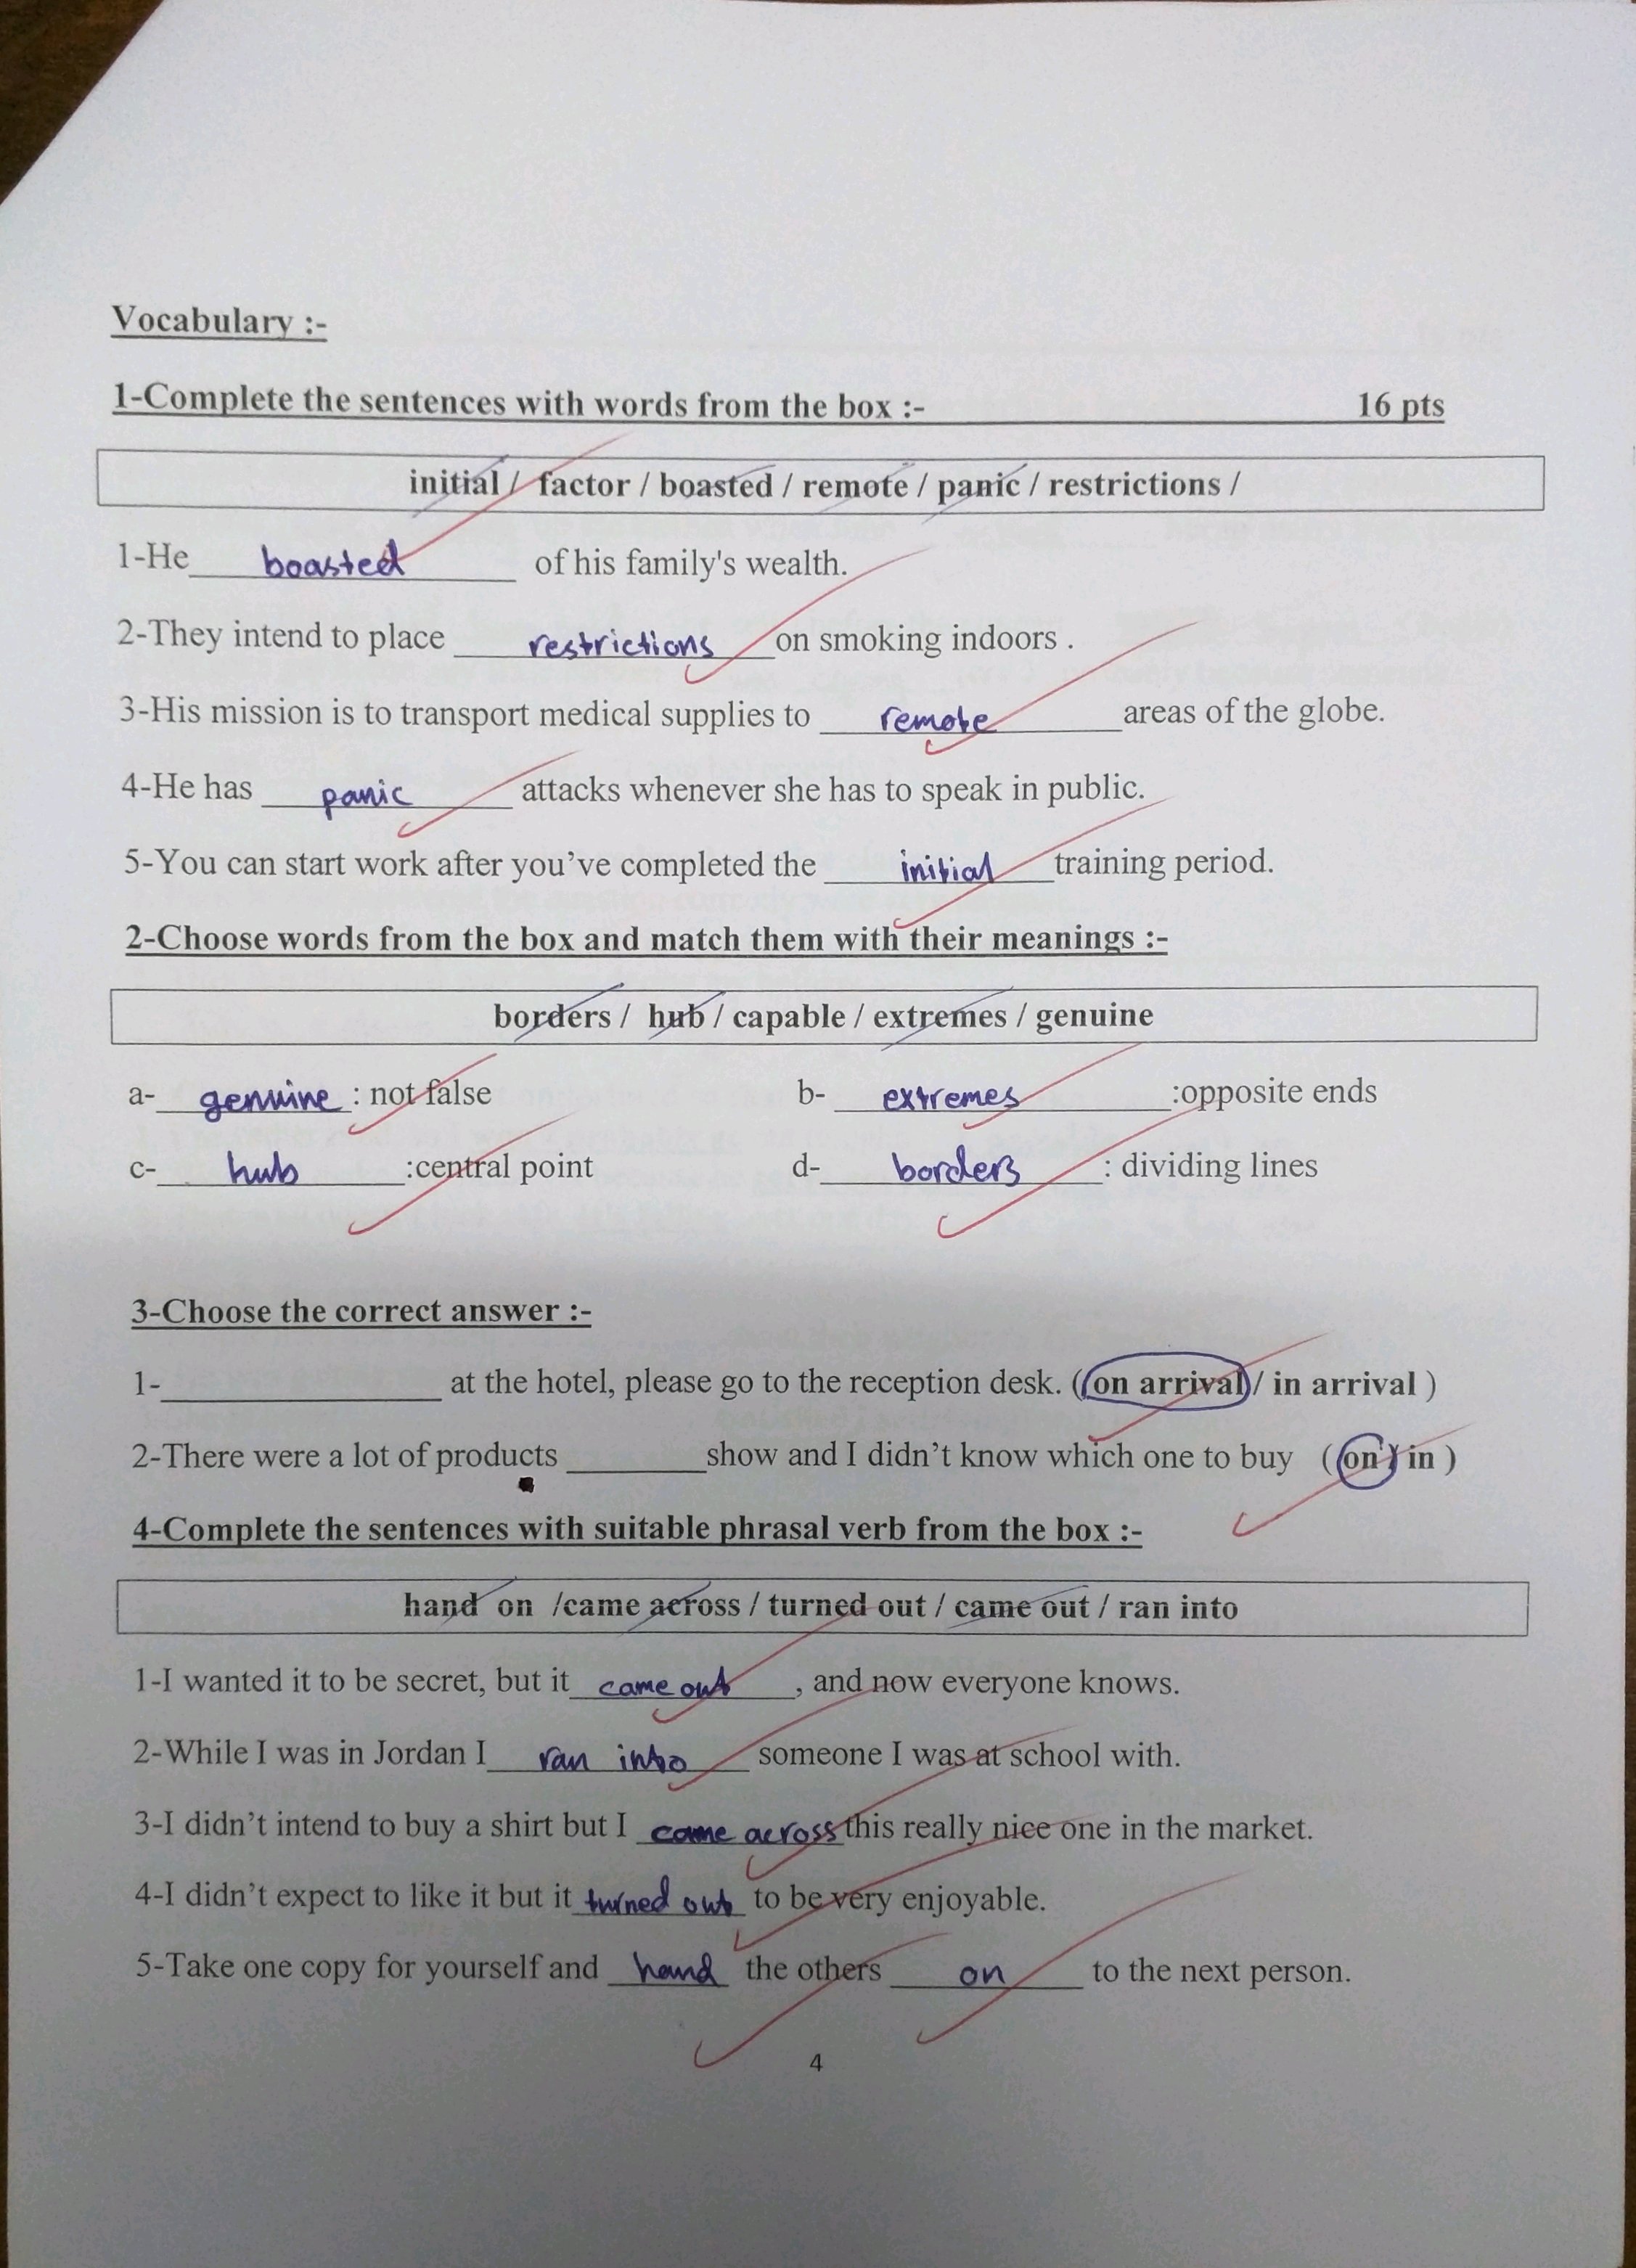 Vocabulary :-
1-Complete the sentences with words from the box :- 16 pts
initial / factor / boasted / remote / panic / restrictions /
1-He boasted of his family's wealth.
2-They intend to place restrictions on smoking indoors .
3-His mission is to transport medical supplies to remote areas of the globe.
4-He has panic attacks whenever she has to speak in public.
5-You can start work after you’ve completed the initial training period.
2-Choose words from the box and match them with their meanings :-
borders / hub / capable / extremes / genuine
a- genuine : not false b- extremes :opposite ends
c- hub :central point d- borders : dividing lines
3-Choose the correct answer :-
1-____________ at the hotel, please go to the reception desk. (on arrival / in arrival )
2-There were a lot of products ______show and I didn’t know which one to buy ( on / in )
4-Complete the sentences with suitable phrasal verb from the box :-
hand on /came across / turned out / came out / ran into
1-I wanted it to be secret, but it came out , and now everyone knows.
2-While I was in Jordan I ran into someone I was at school with.
3-I didn’t intend to buy a shirt but I came across this really nice one in the market.
4-I didn’t expect to like it but it turned out to be very enjoyable.
5-Take one copy for yourself and hand the others on to the next person.
4